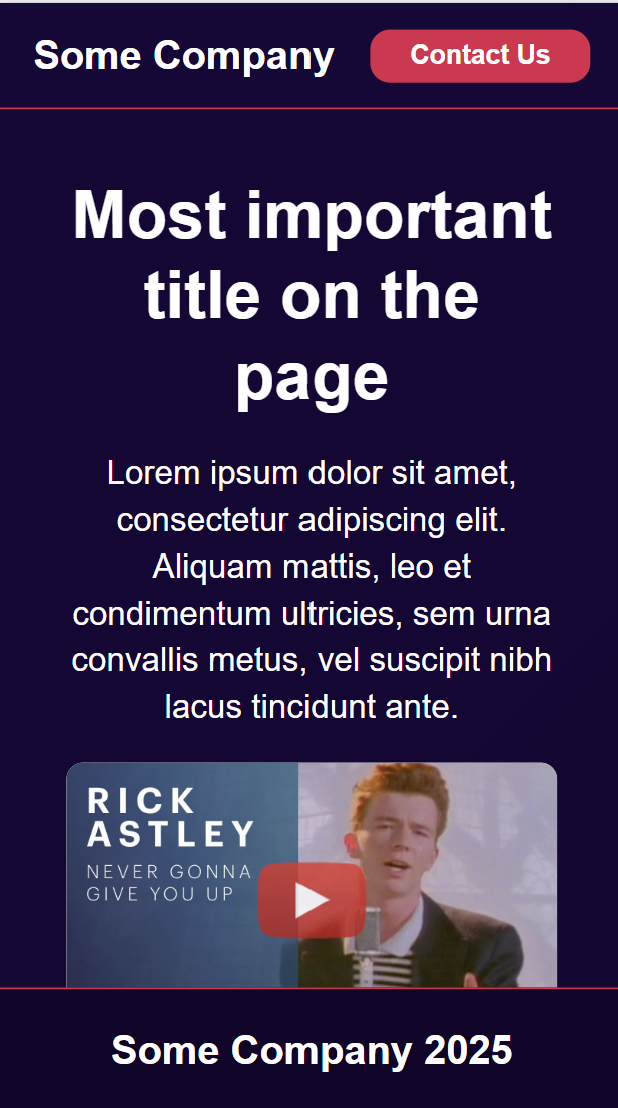 Some Company
Contact Us
Most important
title on the
page
Lorem ipsum dolor sit amet,
consectetur adipiscing elit.
Aliquam mattis, leo et
condimentum ultricies, sem urna
convallis metus, vel suscipit nibh
lacus tincidunt ante.
RICK
ASTLEY
NEVER GONNA
GIVE YOU UP
Some Company 2025